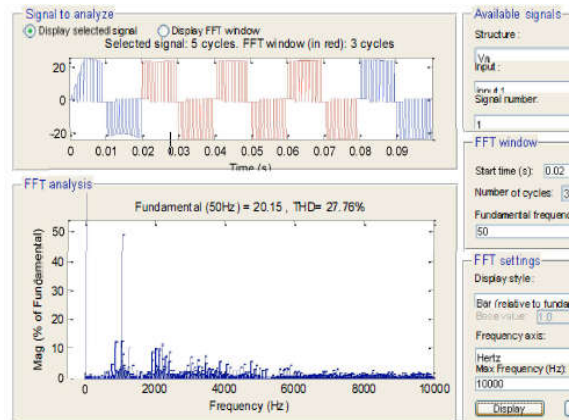 Signal to analyze
Display selected signal Display FFT window
Selected signal: 5 cycles. FFT window (in red): 3 cycles
20
0
-20
0 0.01 0.02 0.03 0.04 0.05 0.06 0.07 0.08 0.09
Time (s)
FFT analysis
Fundamental (50Hz) = 20.15 , THD= 27.76%
Mag (% of Fundamental)
50
40
30
20
10
0
0 2000 4000 6000 8000 10000
Frequency (Hz)
Available signals
Structure :
Input :
input 1
Signal number:
1
FFT window
Start time (s): 0.02
Number of cycles: 3
Fundamental frequenc
50
FFT settings
Display style :
Bar (relative to funda
Base value: 1.0
Frequency axis:
Hertz
Max Frequency (Hz):
10000
Display